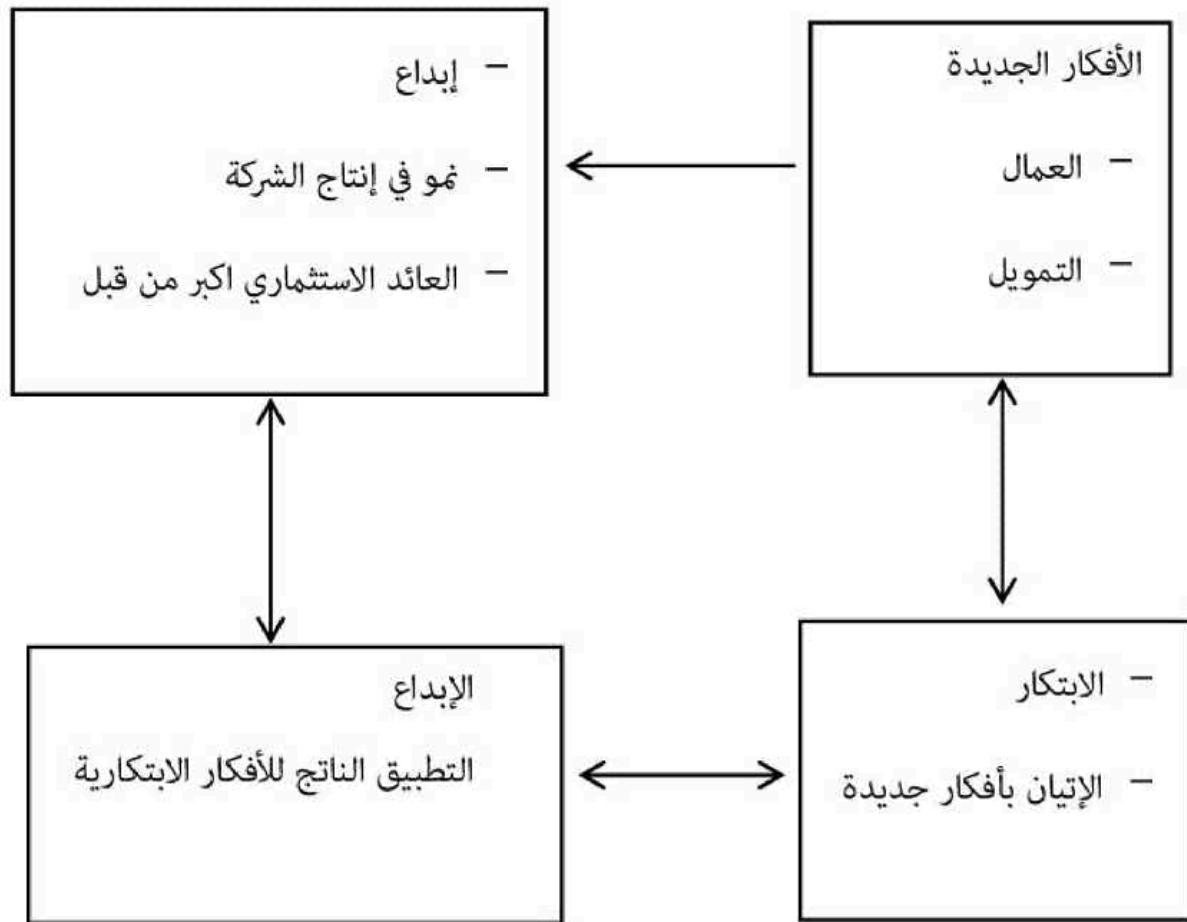 الأفكار الجديدة
– العمال
– التمويل
– إبداع
– نمو في إنتاج الشركة
– العائد الاستثماري اكبر من قبل
– الابتكار
– الإتيان بأفكار جديدة
الإبداع
التطبيق الناتج للأفكار الابتكارية